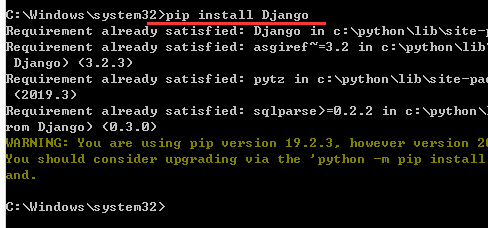 C:\Windows\system32>pip install Django
Requirement already satisfied: Django in c:\python\lib\site-p
Requirement already satisfied: asgiref~=3.2 in c:\python\lib\
Django) (3.2.3)
Requirement already satisfied: pytz in c:\python\lib\site-pac
(2019.3)
Requirement already satisfied: sqlparse>=0.2.2 in c:\python\l
rom Django) (0.3.0)
WARNING: You are using pip version 19.2.3, however version 20
You should consider upgrading via the 'python -m pip install
and.
C:\Windows\system32>